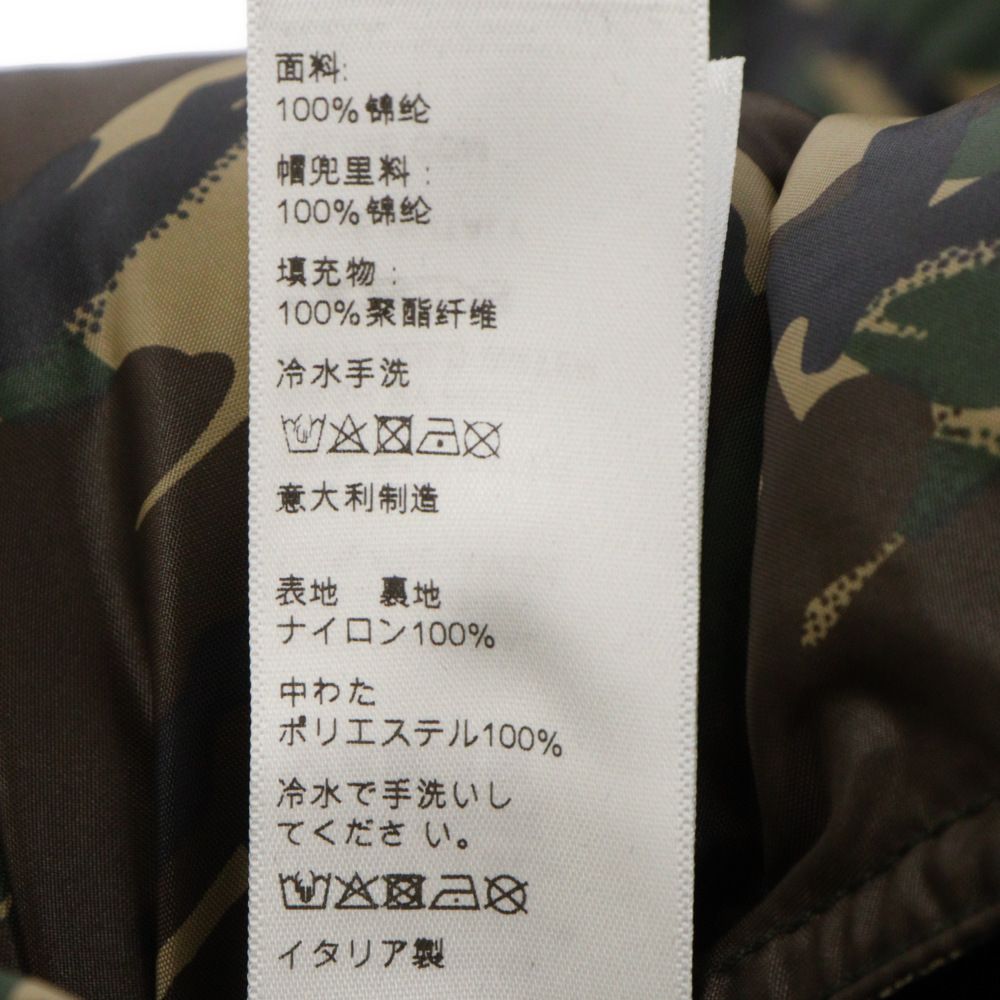 面料:
100%锦纶
帽兜里料:
100%锦纶
填充物:
100%聚酯纤维
冷水手洗
意大利制造
表地 裏地
ナイロン100%
中わた
ポリエステル100%
冷水で手洗いし
てください。
イタリア製